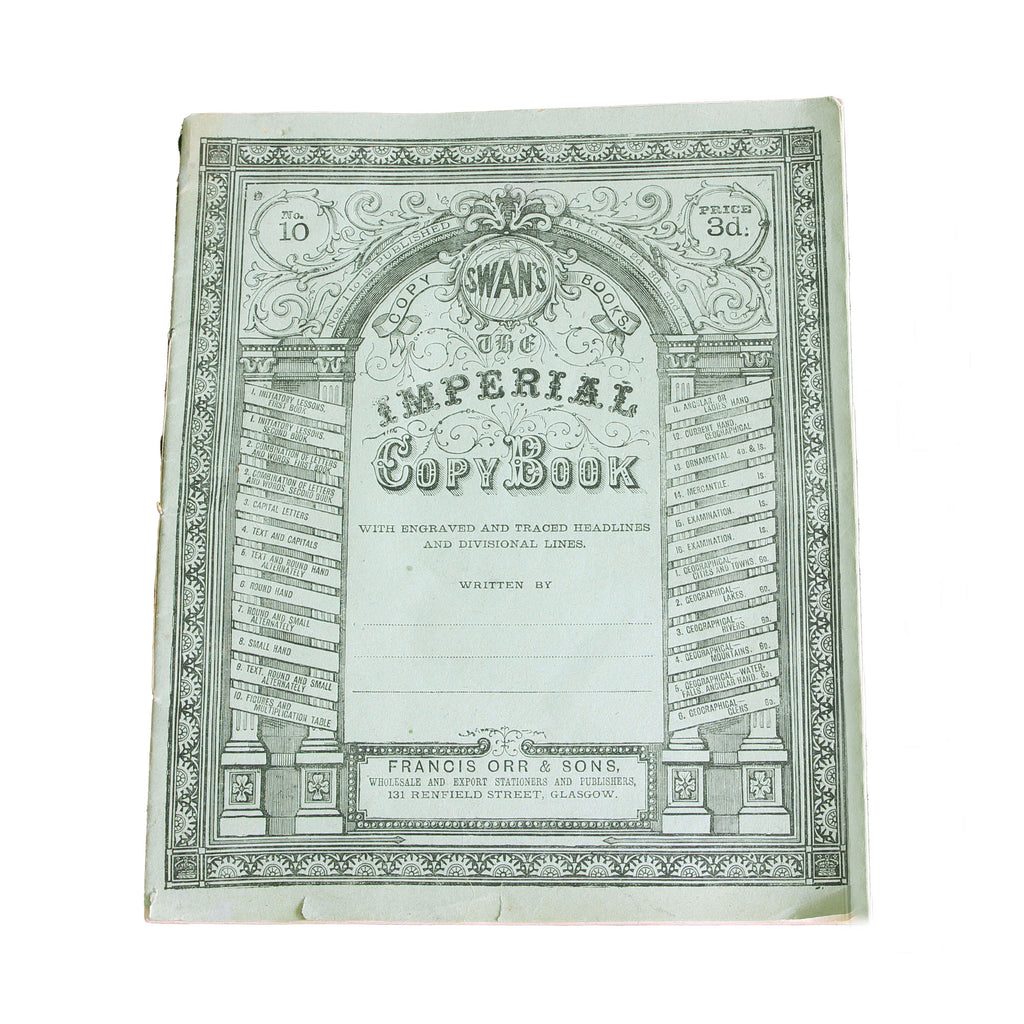 No.
10
PRICE
3d.
Nos. 1 to 12 PUBLISHED AT
COPY SWAN'S BOOKS.
THE
IMPERIAL
COPY BOOK
WITH ENGRAVED AND TRACED HEADLINES
AND DIVISIONAL LINES.
WRITTEN BY
1. INITIATORY LESSONS.
FIRST BOOK
1. INITIATORY LESSONS.
SECOND BOOK
2. COMBINATION OF LETTERS
AND WORDS. FIRST BOOK
2. COMBINATION OF LETTERS
AND WORDS. SECOND BOOK
3. CAPITAL LETTERS
4. TEXT AND CAPITALS
5. TEXT AND ROUND HAND
ALTERNATELY
6. ROUND HAND
7. ROUND AND SMALL
ALTERNATELY
8. SMALL HAND
9. TEXT, ROUND AND SMALL
ALTERNATELY
10. FIGURES AND
MULTIPLICATION TABLE
11. ANGULAR OR
LADIES HAND
12. CURRENT HAND,
GEOGRAPHICAL
13. ORNAMENTAL 4D. & 1s.
14. MERCANTILE. 1s.
15. EXAMINATION. 1s.
16. EXAMINATION. 1s.
1. GEOGRAPHICAL—
CITIES AND TOWNS. 6D.
2. GEOGRAPHICAL—
LAKES. 6D.
3. GEOGRAPHICAL—
RIVERS 6D.
4. GEOGRAPHICAL—
MOUNTAINS. 6D.
5. GEOGRAPHICAL—WATER-
FALLS, ANGULAR HAND. 6D.
6. GEOGRAPHICAL—
GLENS 6D.
FRANCIS ORR & SONS,
WHOLESALE AND EXPORT STATIONERS AND PUBLISHERS,
131 RENFIELD STREET, GLASGOW.